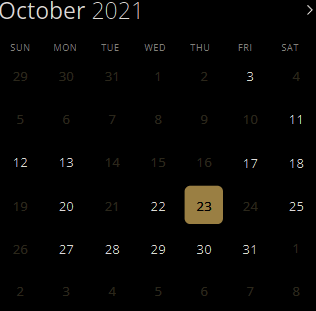 October 2021
SUN MON TUE WED THU FRI SAT
29 30 31 1 2 3 4
5 6 7 8 9 10 11
12 13 14 15 16 17 18
19 20 21 22 23 24 25
26 27 28 29 30 31 1
2 3 4 5 6 7 8